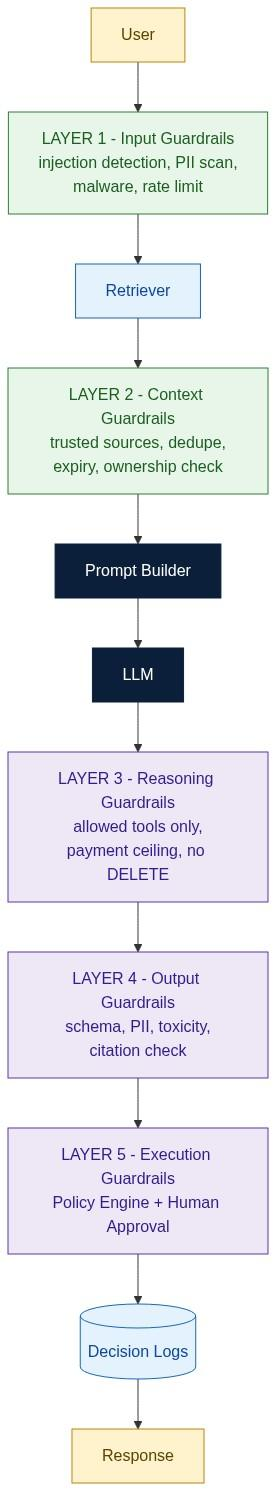 User
LAYER 1 - Input Guardrails
injection detection, PII scan,
malware, rate limit
Retriever
LAYER 2 - Context
Guardrails
trusted sources, dedupe,
expiry, ownership check
Prompt Builder
LLM
LAYER 3 - Reasoning
Guardrails
allowed tools only,
payment ceiling, no
DELETE
LAYER 4 - Output
Guardrails
schema, PII, toxicity,
citation check
LAYER 5 - Execution
Guardrails
Policy Engine + Human
Approval
Decision Logs
Response